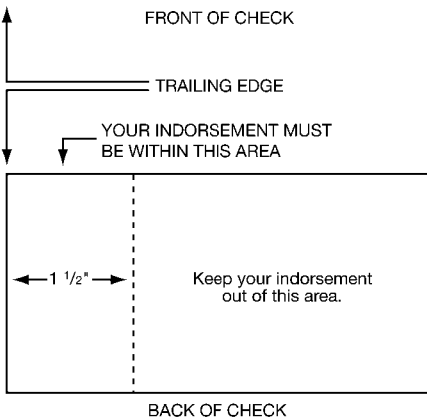 FRONT OF CHECK
TRAILING EDGE
YOUR INDORSEMENT MUST
BE WITHIN THIS AREA
1 1/2"
Keep your indorsement
out of this area.
BACK OF CHECK